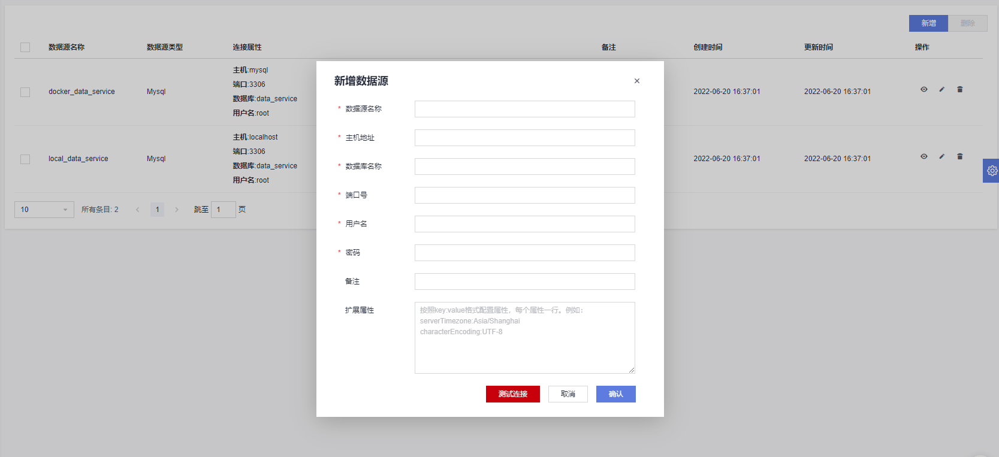 新增 删除
数据源名称 数据源类型 连接属性 备注 创建时间 更新时间 操作
主机:mysql
端口:3306
docker_data_service Mysql 2022-06-20 16:37:01 2022-06-20 16:37:01
数据库:data_service
用户名:root
主机:localhost
端口:3306
local_data_service Mysql 2022-06-20 16:37:01 2022-06-20 16:37:01
数据库:data_service
用户名:root
10 所有条目: 2 1 跳至 1 页
新增数据源
* 数据源名称
* 主机地址
* 数据库名称
* 端口号
* 用户名
* 密码
备注
扩展属性
按照key:value格式配置属性，每个属性一行。例如：
serverTimezone:Asia/Shanghai
characterEncoding:UTF-8
测试连接 取消 确认